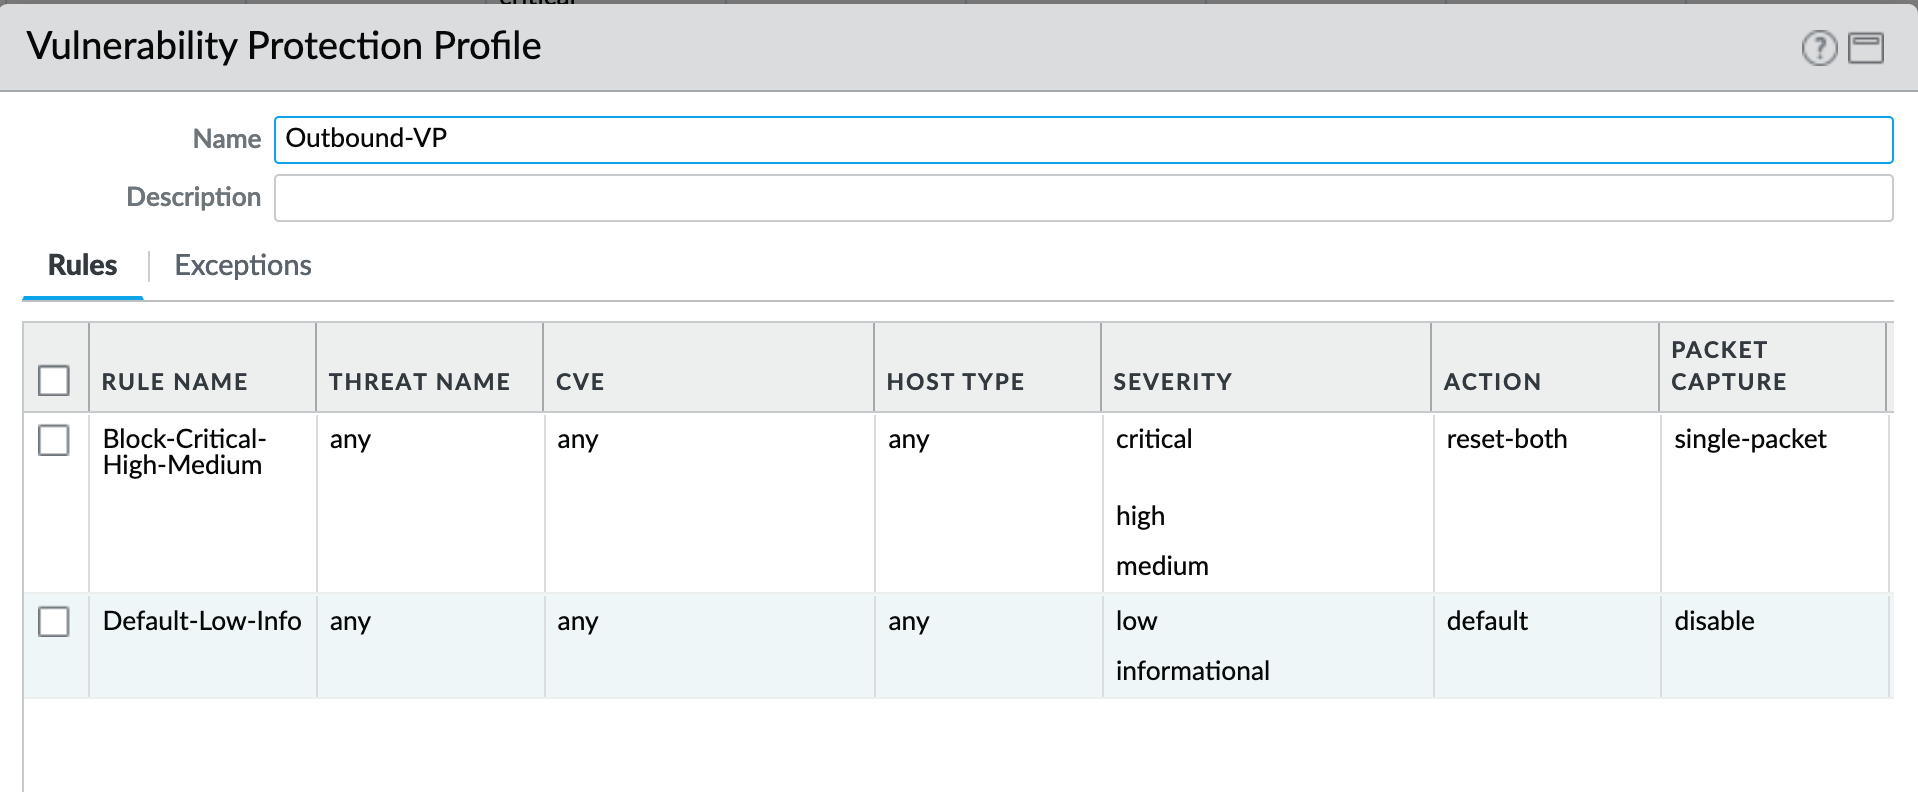 critical
Vulnerability Protection Profile
Name Outbound-VP
Description
Rules Exceptions
RULE NAME THREAT NAME CVE HOST TYPE SEVERITY ACTION PACKET CAPTURE
Block-Critical-High-Medium any any any critical reset-both single-packet
high
medium
Default-Low-Info any any any low default disable
informational